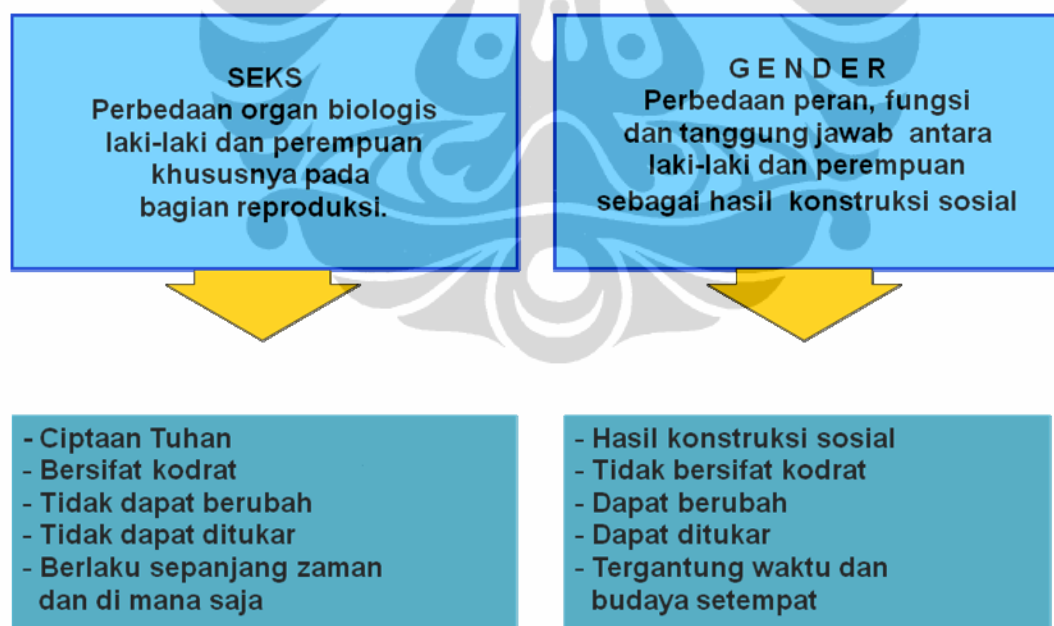 SEKS
Perbedaan organ biologis
laki-laki dan perempuan
khususnya pada
bagian reproduksi.
G E N D E R
Perbedaan peran, fungsi
dan tanggung jawab antara
laki-laki dan perempuan
sebagai hasil konstruksi sosial
- Ciptaan Tuhan
- Bersifat kodrat
- Tidak dapat berubah
- Tidak dapat ditukar
- Berlaku sepanjang zaman
dan di mana saja
- Hasil konstruksi sosial
- Tidak bersifat kodrat
- Dapat berubah
- Dapat ditukar
- Tergantung waktu dan
budaya setempat